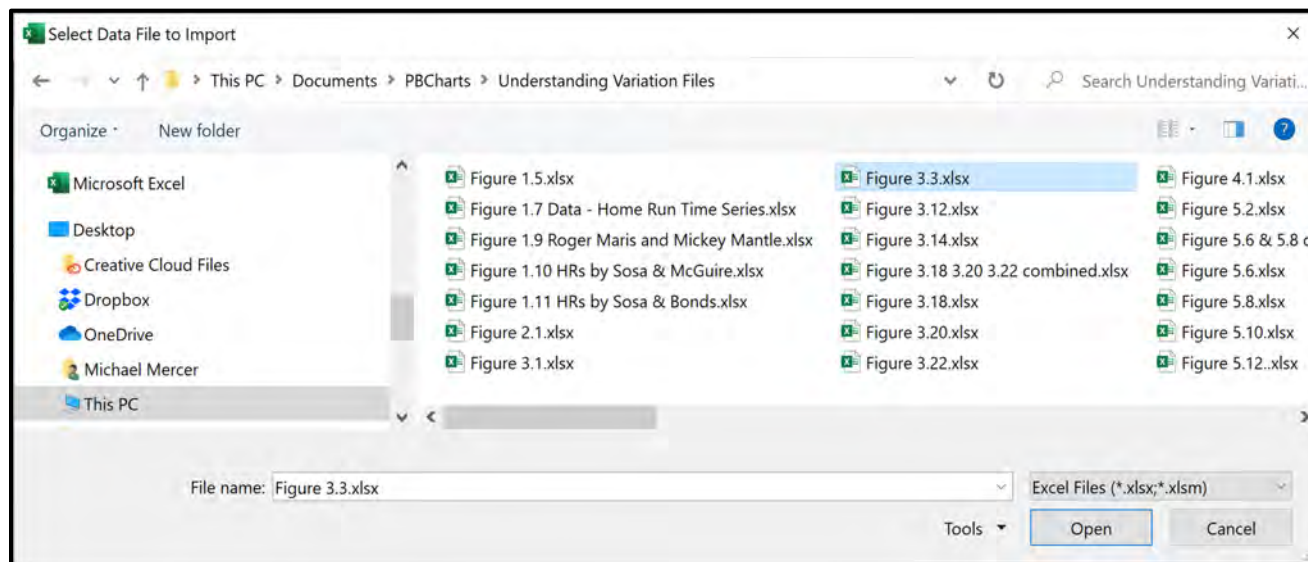 Select Data File to Import
This PC > Documents > PBCharts > Understanding Variation Files
Search Understanding Variati...
Organize
New folder
Microsoft Excel
Desktop
Creative Cloud Files
Dropbox
OneDrive
Michael Mercer
This PC
Figure 1.5.xlsx
Figure 1.7 Data - Home Run Time Series.xlsx
Figure 1.9 Roger Maris and Mickey Mantle.xlsx
Figure 1.10 HRs by Sosa & McGuire.xlsx
Figure 1.11 HRs by Sosa & Bonds.xlsx
Figure 2.1.xlsx
Figure 3.1.xlsx
Figure 3.3.xlsx
Figure 3.12.xlsx
Figure 3.14.xlsx
Figure 3.18 3.20 3.22 combined.xlsx
Figure 3.18.xlsx
Figure 3.20.xlsx
Figure 3.22.xlsx
Figure 4.1.xlsx
Figure 5.2.xlsx
Figure 5.6 & 5.8 c
Figure 5.6.xlsx
Figure 5.8.xlsx
Figure 5.10.xlsx
Figure 5.12..xlsx
File name: Figure 3.3.xlsx
Excel Files (*.xlsx;*.xlsm)
Tools
Open
Cancel